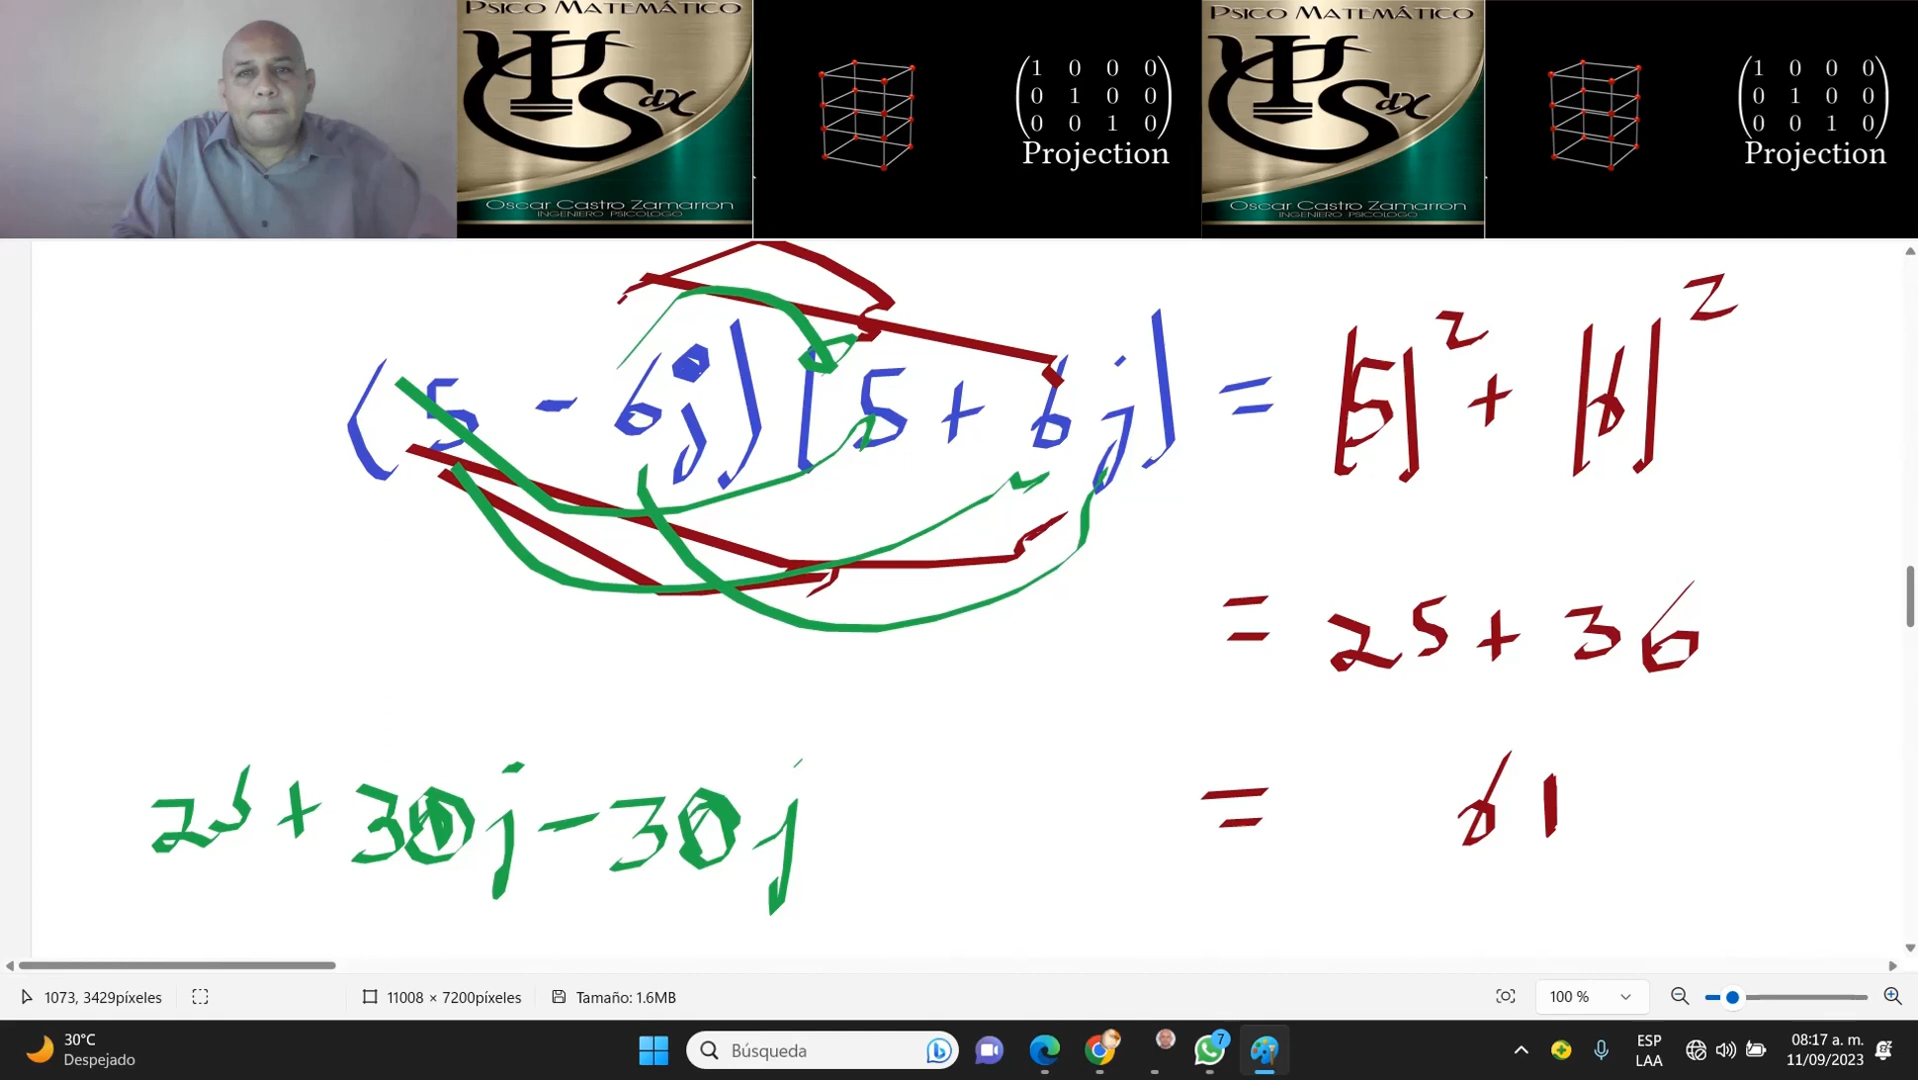 PSICO MATEMÁTICO
Ψ S dx
Oscar Castro Zamarron
INGENIERO PSICOLOGO
1 0 0 0
0 1 0 0
0 0 1 0
Projection
PSICO MATEMÁTICO
Ψ S dx
Oscar Castro Zamarron
INGENIERO PSICOLOGO
1 0 0 0
0 1 0 0
0 0 1 0
Projection
(5 - 6j)(5 + 6j) = |5|² + |6|²
= 25 + 36
25 + 30j - 30j
= 61
1073, 3429píxeles
11008 × 7200píxeles
Tamaño: 1.6MB
100 %
30°C
Despejado
Búsqueda
7
ESP
LAA
08:17 a. m.
11/09/2023